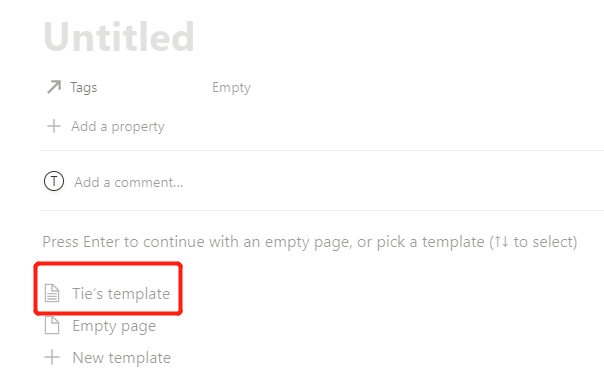 Untitled
Tags Empty
Add a property
T Add a comment...
Press Enter to continue with an empty page, or pick a template (↑↓ to select)
Tie's template
Empty page
New template